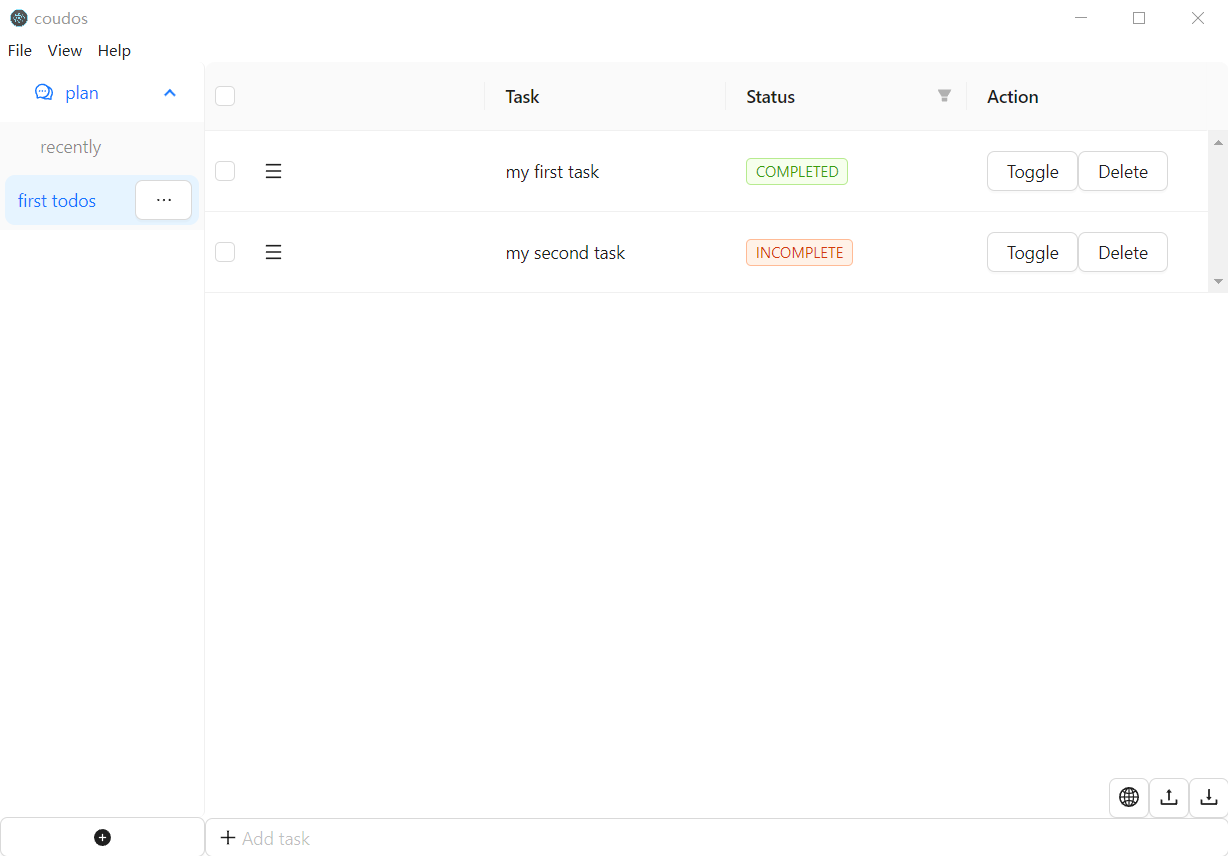 coudos
File View Help
plan
recently
first todos ...
Task Status Action
my first task COMPLETED Toggle Delete
my second task INCOMPLETE Toggle Delete
Add task